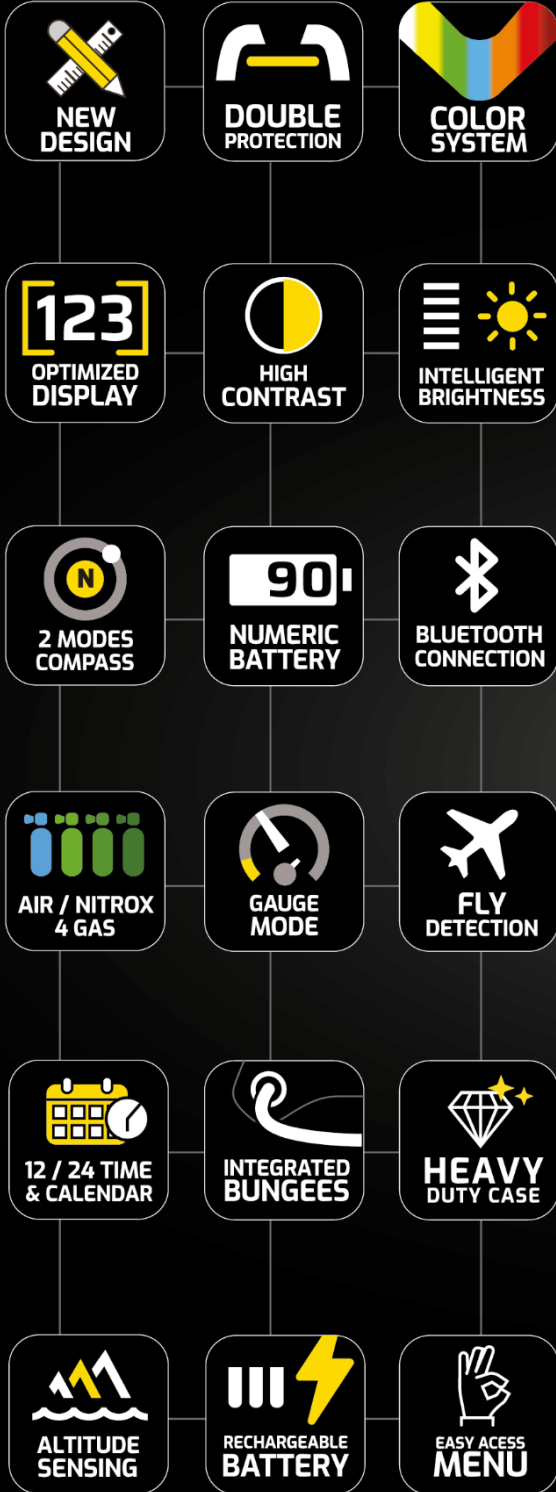 NEW
DESIGN
DOUBLE
PROTECTION
COLOR
SYSTEM
123
OPTIMIZED
DISPLAY
HIGH
CONTRAST
INTELLIGENT
BRIGHTNESS
N
2 MODES
COMPASS
90
NUMERIC
BATTERY
BLUETOOTH
CONNECTION
AIR / NITROX
4 GAS
GAUGE
MODE
FLY
DETECTION
12 / 24 TIME
& CALENDAR
INTEGRATED
BUNGEES
HEAVY
DUTY CASE
ALTITUDE
SENSING
RECHARGEABLE
BATTERY
EASY ACESS
MENU